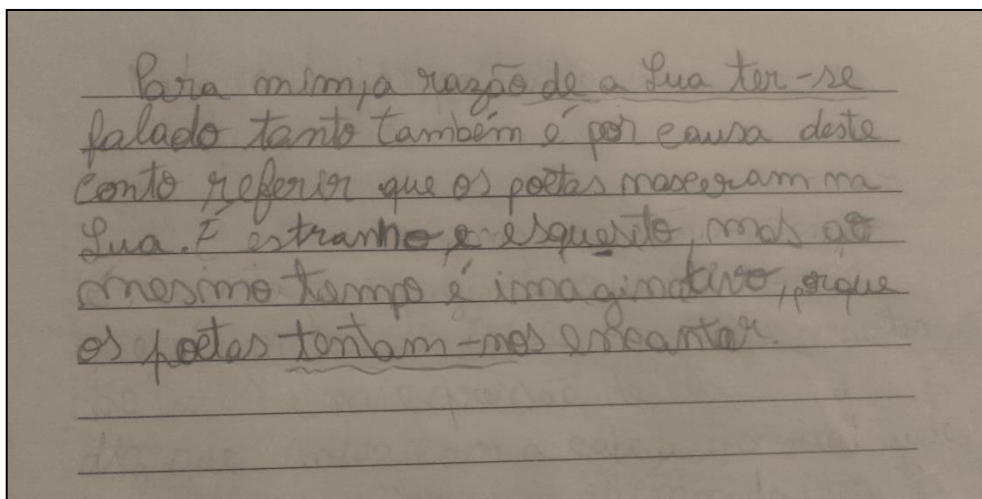 Para mim, a razão de a Lua ter-se
falado tanto também é por causa deste
conto referir que os poetas nasceram na
Lua. É estranho e esquesito, mas ao
mesmo tempo é imaginativo, porque
os poetas tentam-nos encantar.